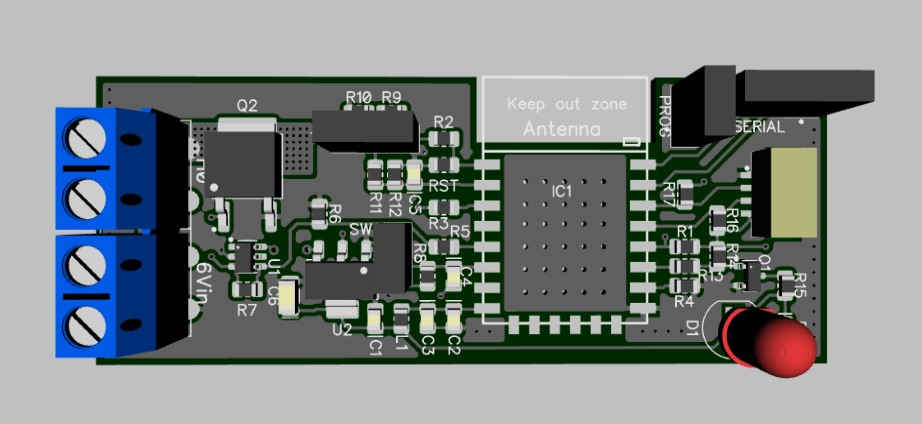 Q2
R10 R9
R2
RST
R3
R5
R11
R12
C5
R6
SW
R8
C4
U1
R7
6Vin
C6
U2
C1
L1
C3
C2
Keep out zone
Antenna
IC1
PROG
SERIAL
R17
R16
R1
R14
R13
R4
Q1
R15
D1